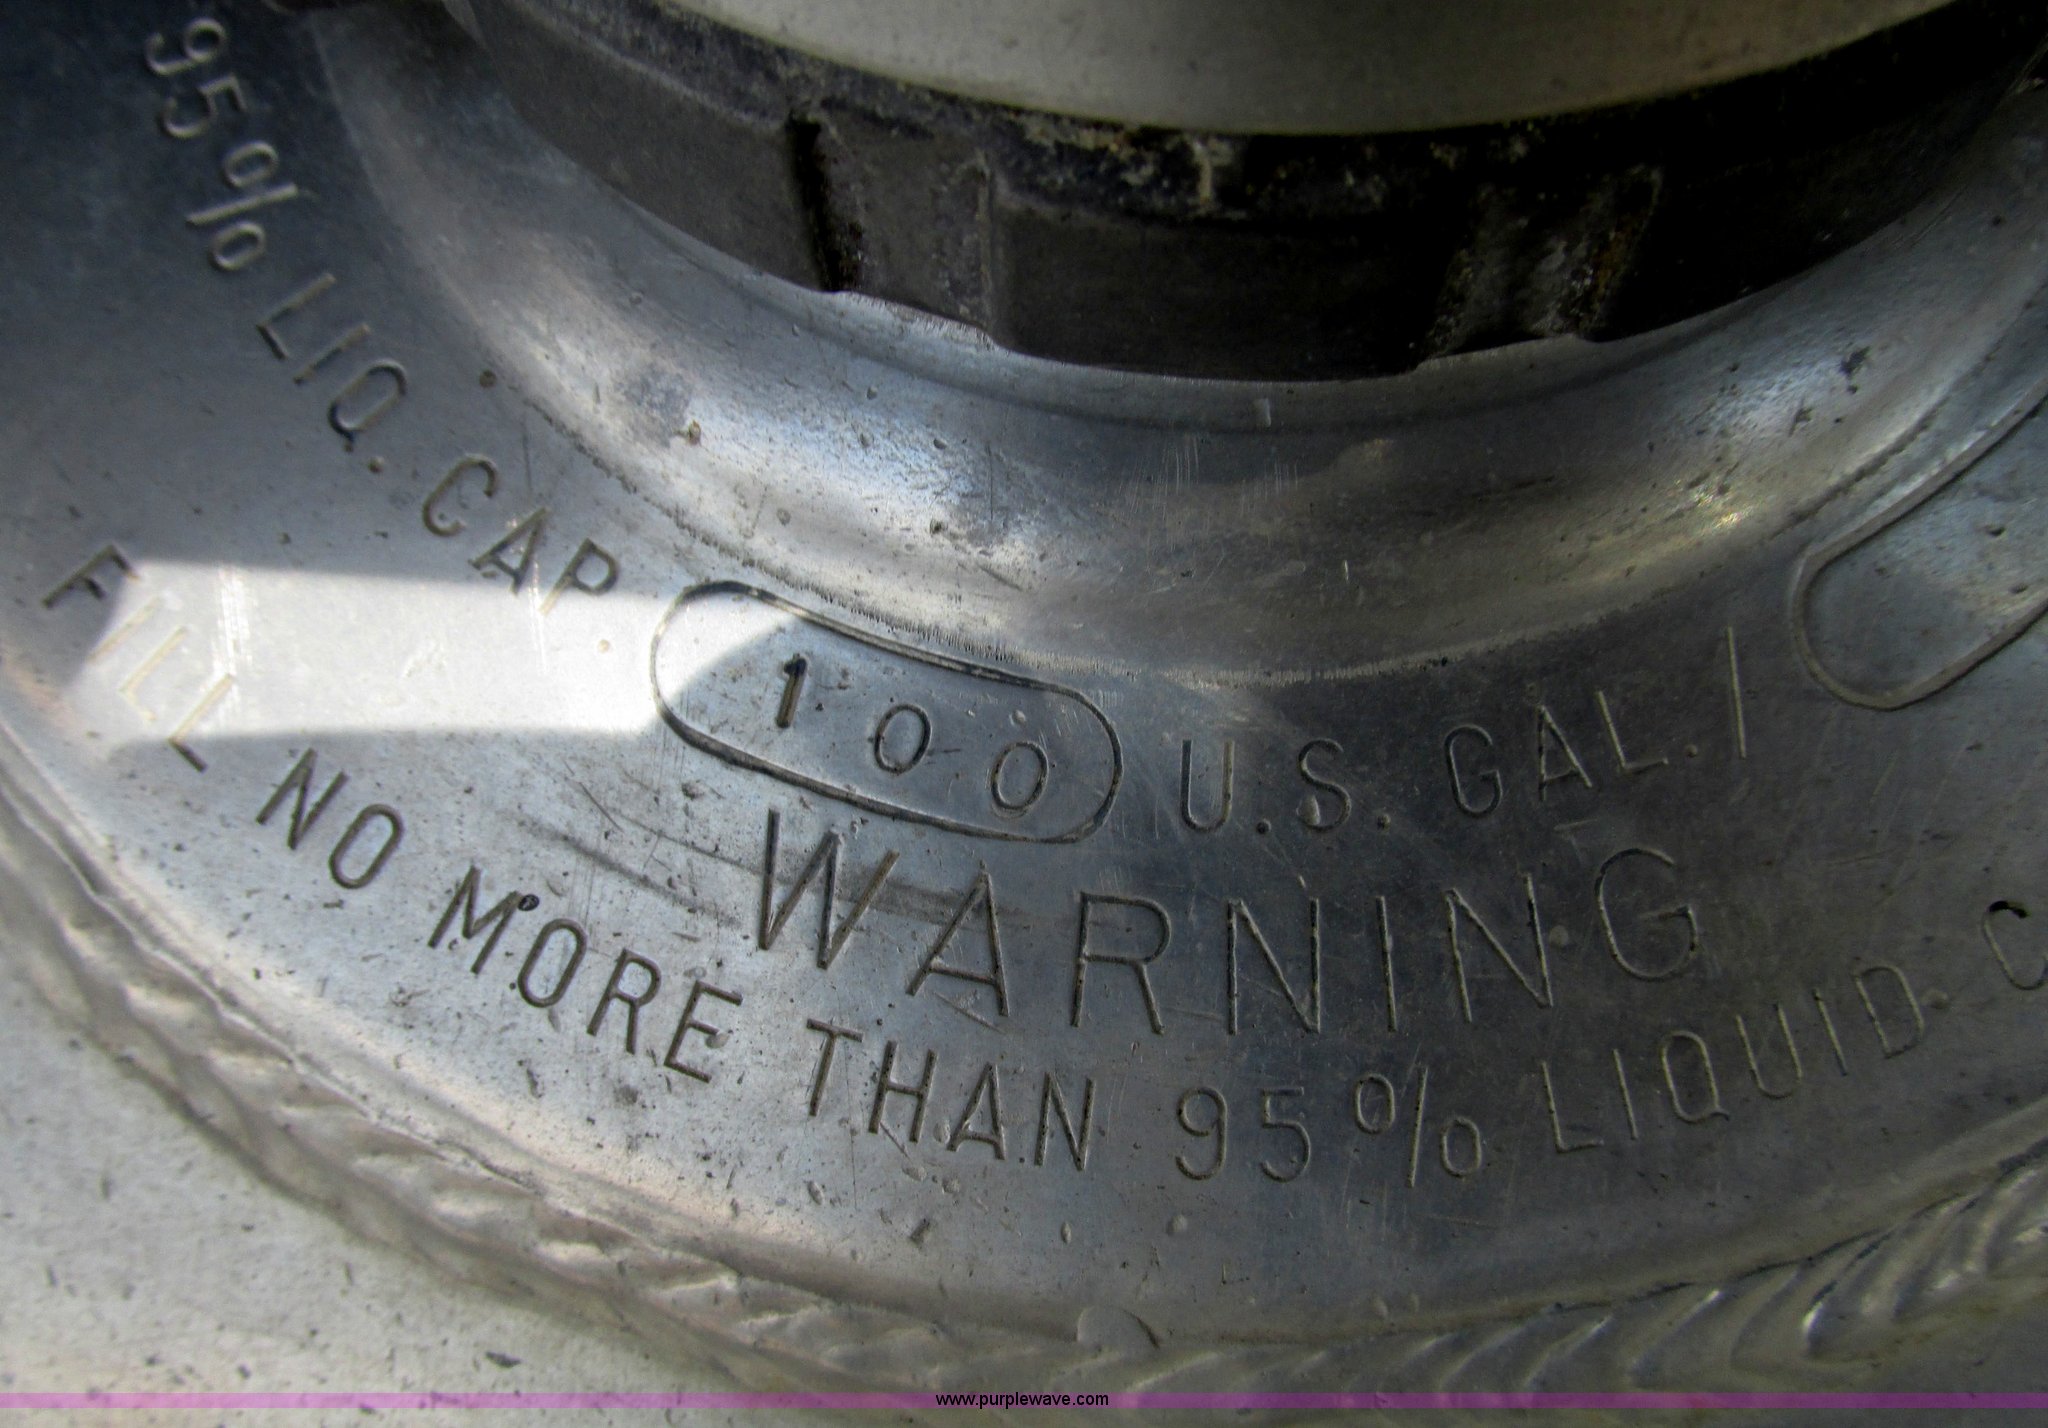 95% LIQ. CAP. 100 U.S. GAL. /
WARNING
FILL NO MORE THAN 95% LIQUID C
www.purplewave.com